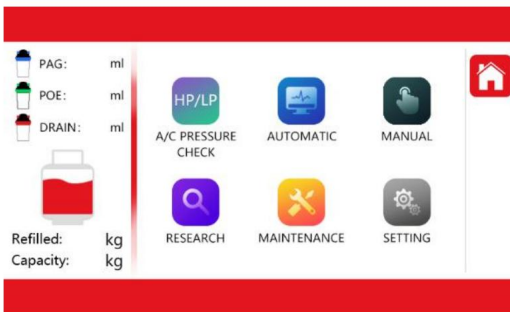 PAG: ml
POE: ml
DRAIN: ml
Refilled: kg
Capacity: kg
HP/LP
A/C PRESSURE
CHECK
AUTOMATIC
MANUAL
RESEARCH
MAINTENANCE
SETTING